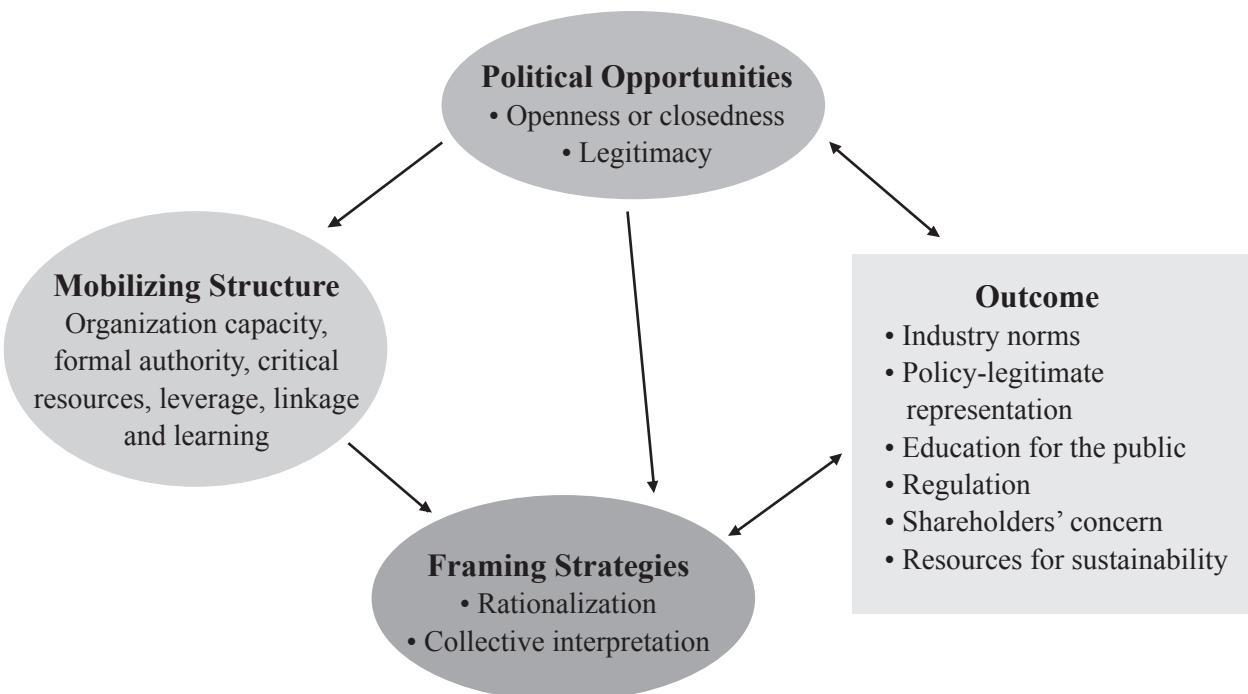 Political Opportunities
• Openness or closedness
• Legitimacy
Mobilizing Structure
Organization capacity,
formal authority, critical
resources, leverage, linkage
and learning
Outcome
• Industry norms
• Policy-legitimate
representation
• Education for the public
• Regulation
• Shareholders’ concern
• Resources for sustainability
Framing Strategies
• Rationalization
• Collective interpretation